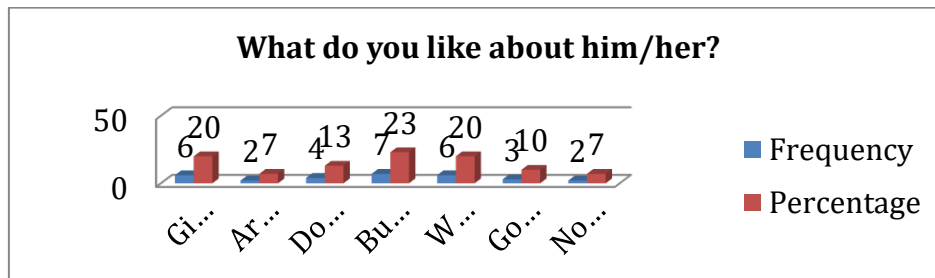 What do you like about him/her?
50
0
6 20
2 7
4 13
7 23
6 20
3 10
2 7
Gi...
Ar...
Do...
Bu...
W...
Go...
No...
Frequency
Percentage